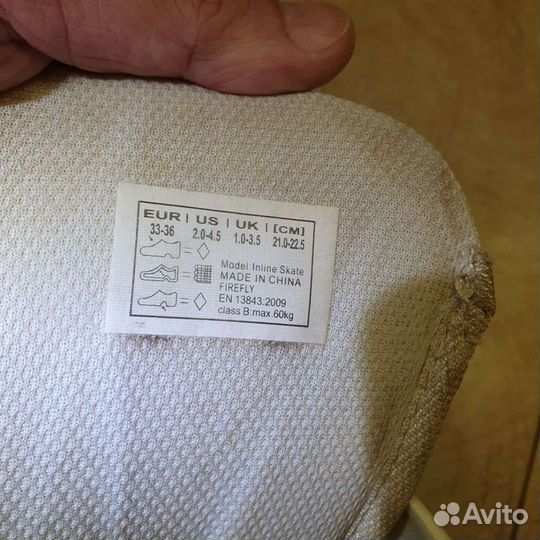 EUR | US | UK | [CM]
33-36 2.0-4.5 1.0-3.5 21.0-22.5
Model: Inline Skate
MADE IN CHINA
FIREFLY
EN 13843:2009
class B:max.60kg
Avito